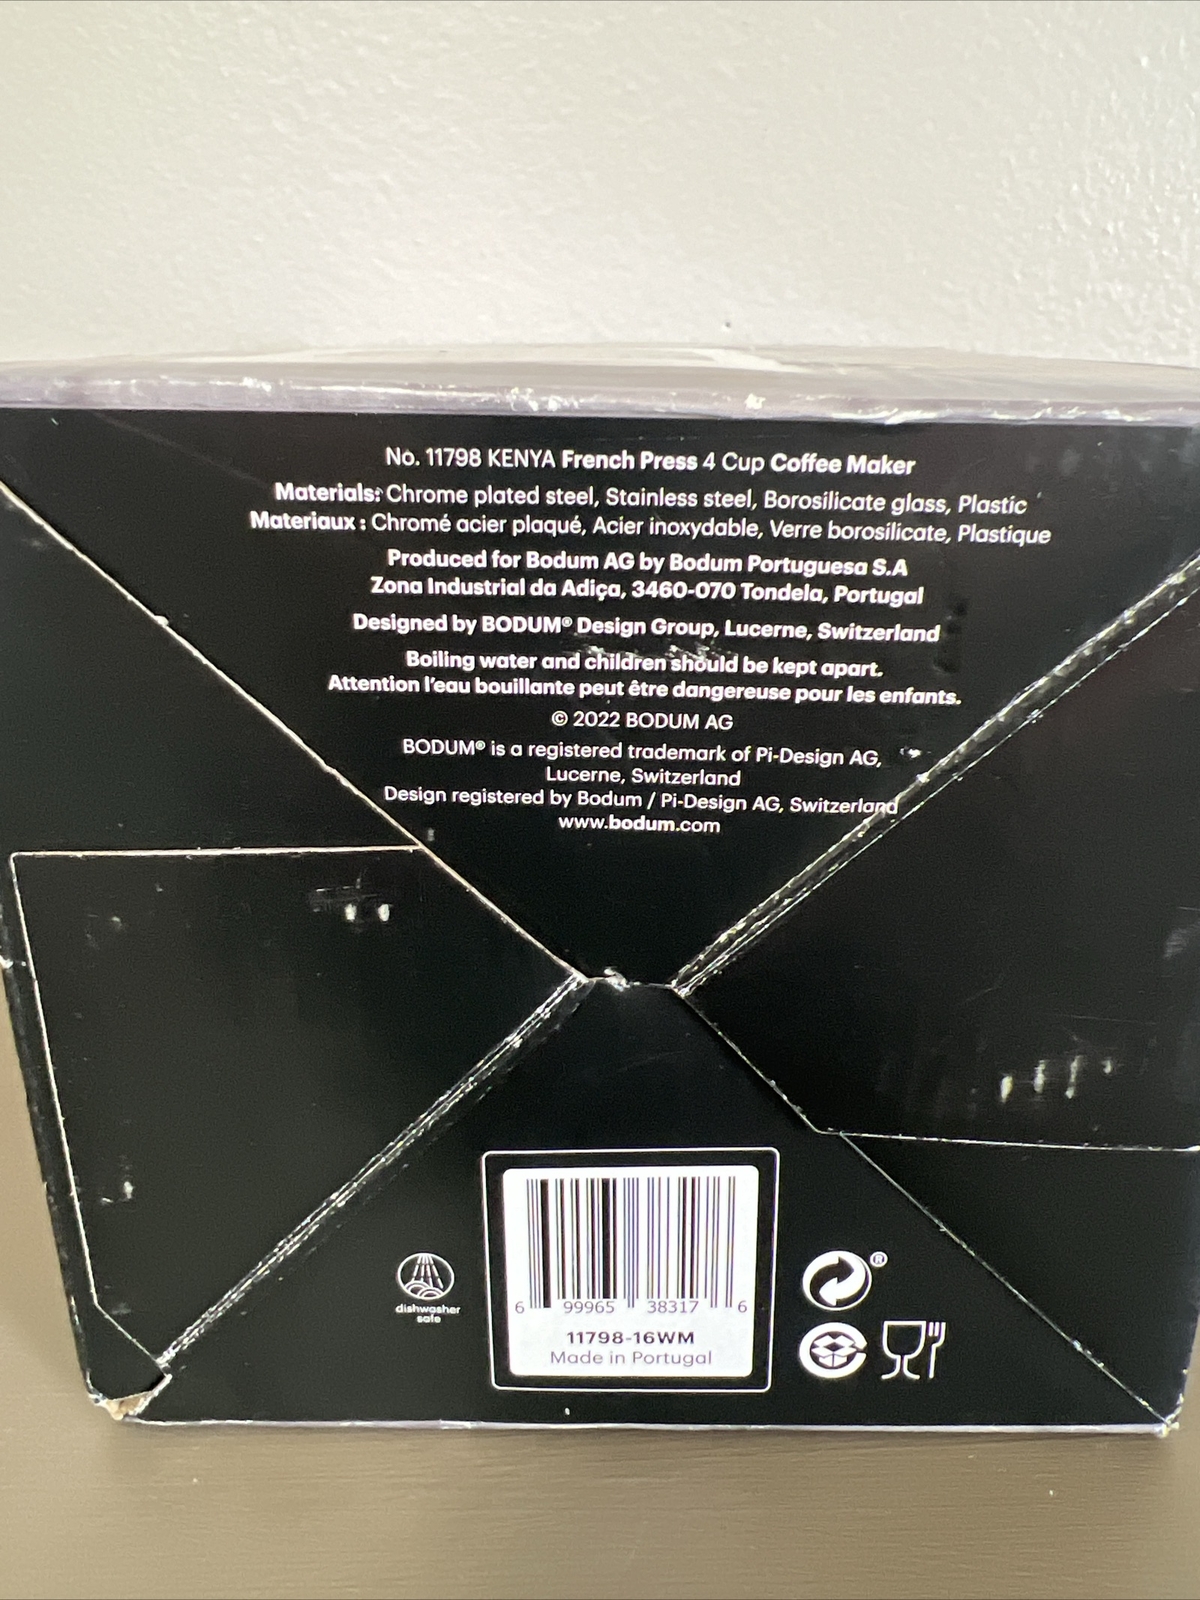 No. 11798 KENYA French Press 4 Cup Coffee Maker
Materials: Chrome plated steel, Stainless steel, Borosilicate glass, Plastic
Materiaux : Chromé acier plaqué, Acier inoxydable, Verre borosilicate, Plastique
Produced for Bodum AG by Bodum Portuguesa S.A
Zona Industrial da Adiça, 3460-070 Tondela, Portugal
Designed by BODUM® Design Group, Lucerne, Switzerland
Boiling water and children should be kept apart.
Attention l'eau bouillante peut être dangereuse pour les enfants.
© 2022 BODUM AG
BODUM® is a registered trademark of Pi-Design AG,
Lucerne, Switzerland
Design registered by Bodum / Pi-Design AG, Switzerland
www.bodum.com
dishwasher
safe
6 99965 38317 6
11798-16WM
Made in Portugal
®